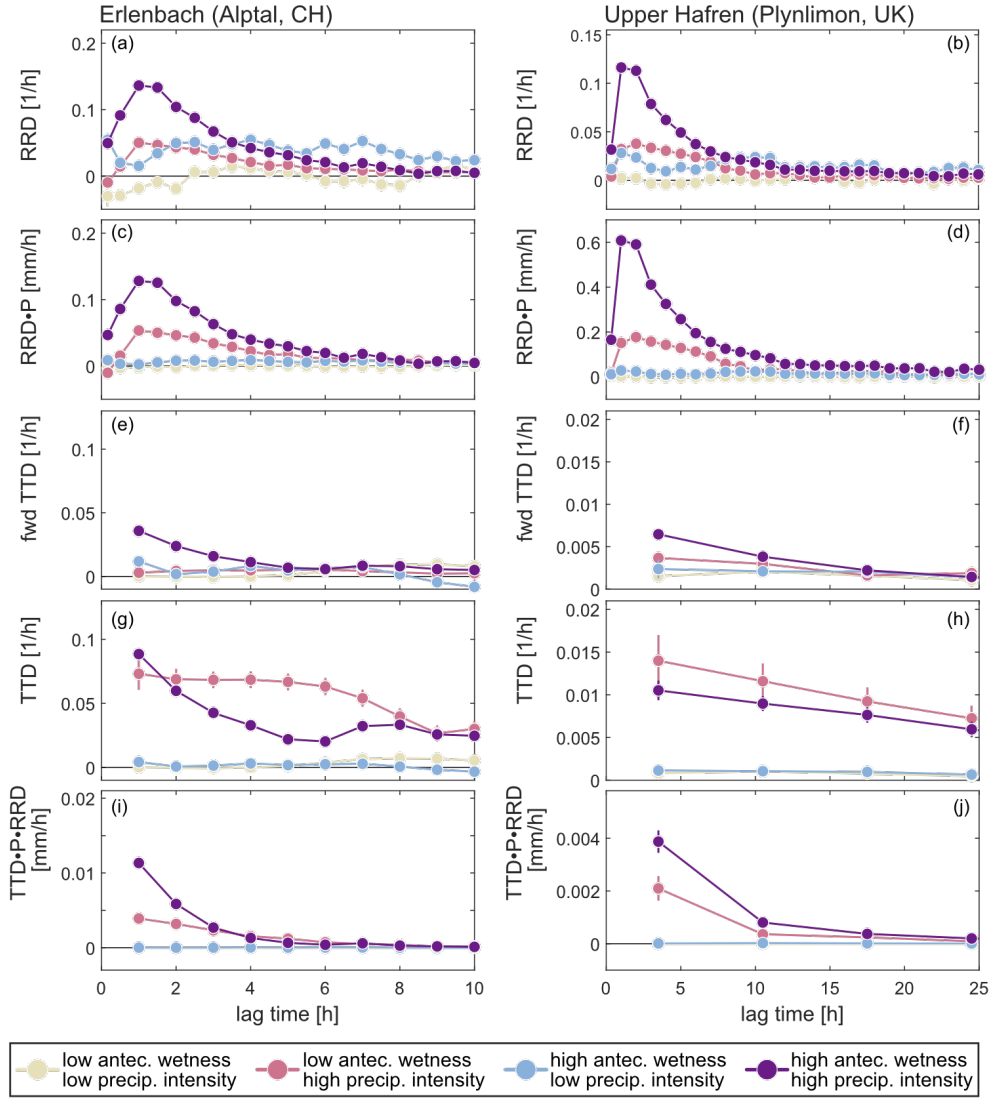 Erlenbach (Alptal, CH)
Upper Hafren (Plynlimon, UK)
(a)
0.2
0.1
0
RRD [1/h]
(b)
0.15
0.1
0.05
0
RRD [1/h]
(c)
0.2
0.1
0
RRD•P [mm/h]
(d)
0.6
0.4
0.2
0
RRD•P [mm/h]
(e)
0.1
0.05
0
fwd TTD [1/h]
(f)
0.02
0.015
0.01
0.005
0
fwd TTD [1/h]
(g)
0.1
0.05
0
TTD [1/h]
(h)
0.02
0.015
0.01
0.005
0
TTD [1/h]
(i)
0.02
0.01
0
TTD•P•RRD
[mm/h]
0 2 4 6 8 10
lag time [h]
(j)
0.004
0.002
0
TTD•P•RRD
[mm/h]
0 5 10 15 20 25
lag time [h]
low antec. wetness
low precip. intensity
low antec. wetness
high precip. intensity
high antec. wetness
low precip. intensity
high antec. wetness
high precip. intensity